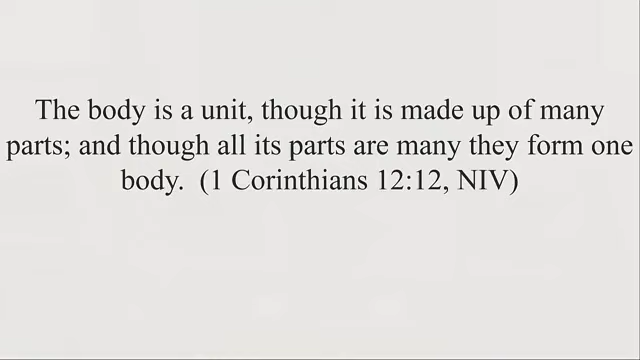 The body is a unit, though it is made up of many
parts; and though all its parts are many they form one
body.  (1 Corinthians 12:12, NIV)